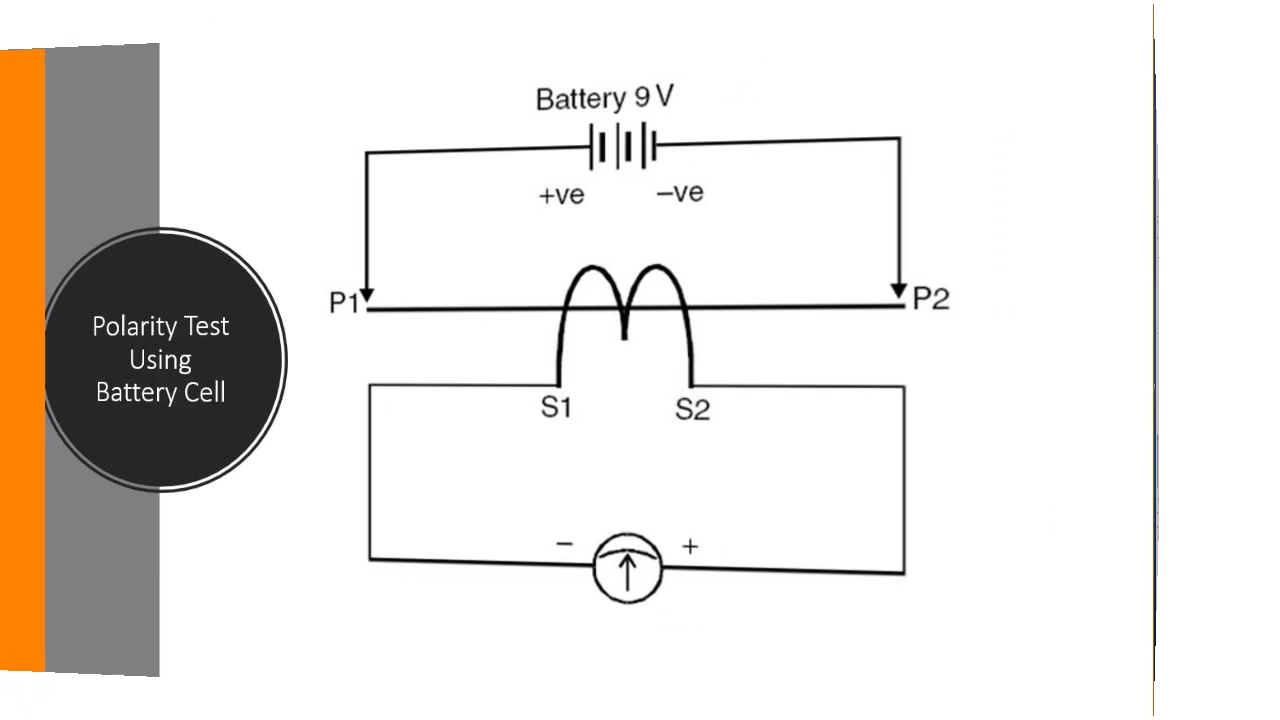 Battery 9 V
+ve
–ve
P1
P2
Polarity Test
Using
Battery Cell
S1
S2
–
+